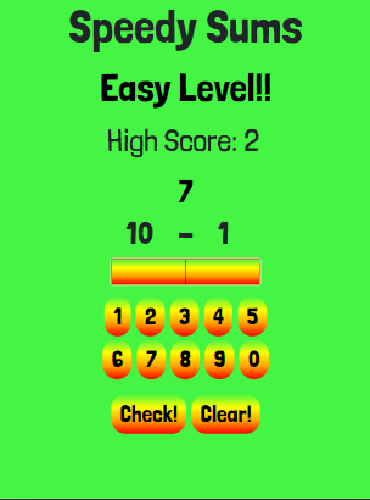 Speedy Sums
Easy Level!!
High Score: 2
7
10 - 1
1 2 3 4 5
6 7 8 9 0
Check! Clear!